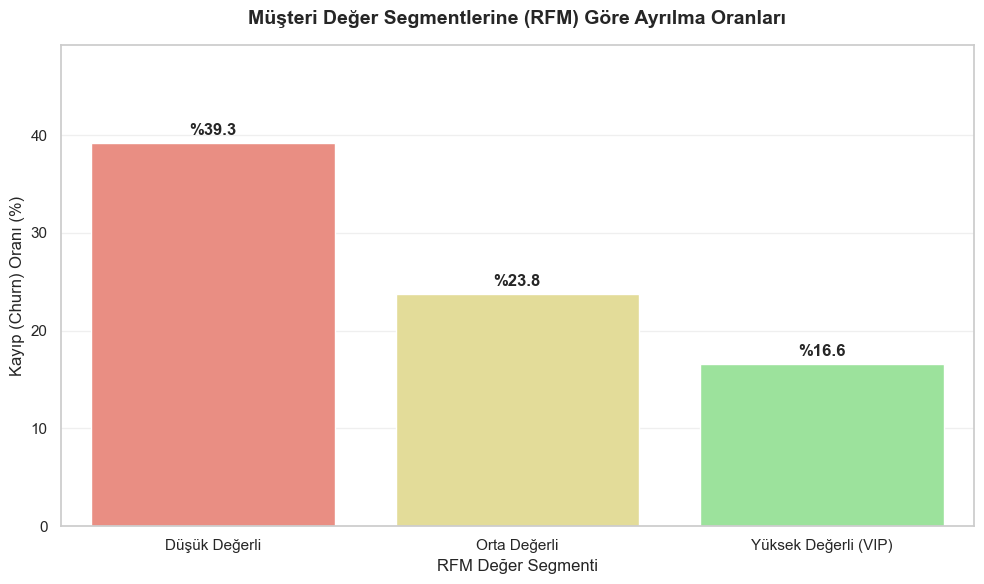 Müşteri Değer Segmentlerine (RFM) Göre Ayrılma Oranları
Kayıp (Churn) Oranı (%)
40
30
20
10
0
%39.3
%23.8
%16.6
Düşük Değerli
Orta Değerli
Yüksek Değerli (VIP)
RFM Değer Segmenti